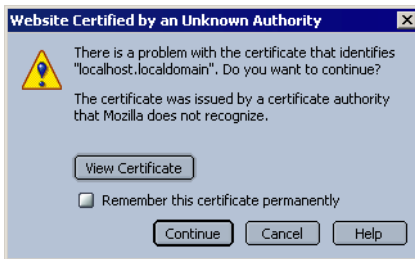 Website Certified by an Unknown Authority
There is a problem with the certificate that identifies
"localhost.localdomain". Do you want to continue?
The certificate was issued by a certificate authority
that Mozilla does not recognize.
View Certificate
Remember this certificate permanently
Continue Cancel Help